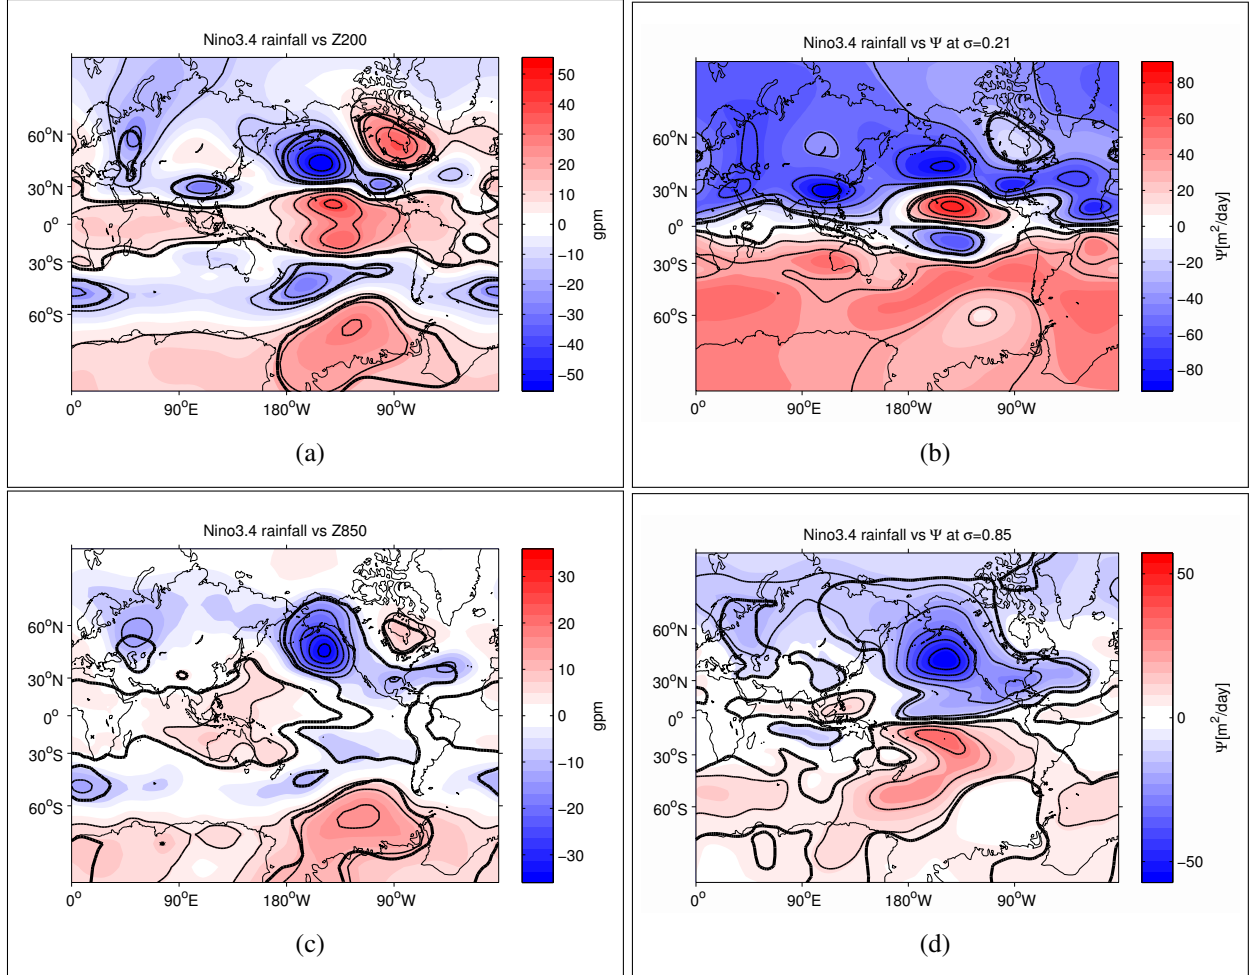 Nino3.4 rainfall vs Z200
60°N
30°N
0°
30°S
60°S
0° 90°E 180°W 90°W
50
40
30
20
10
0
−10
−20
−30
−40
−50
gpm
(a)
Nino3.4 rainfall vs Ψ at σ=0.21
60°N
30°N
0°
30°S
60°S
0° 90°E 180°W 90°W
80
60
40
20
0
−20
−40
−60
−80
Ψ[m²/day]
(b)
Nino3.4 rainfall vs Z850
60°N
30°N
0°
30°S
60°S
0° 90°E 180°W 90°W
30
20
10
0
−10
−20
−30
gpm
(c)
Nino3.4 rainfall vs Ψ at σ=0.85
60°N
30°N
0°
30°S
60°S
0° 90°E 180°W 90°W
50
0
−50
Ψ[m²/day]
(d)